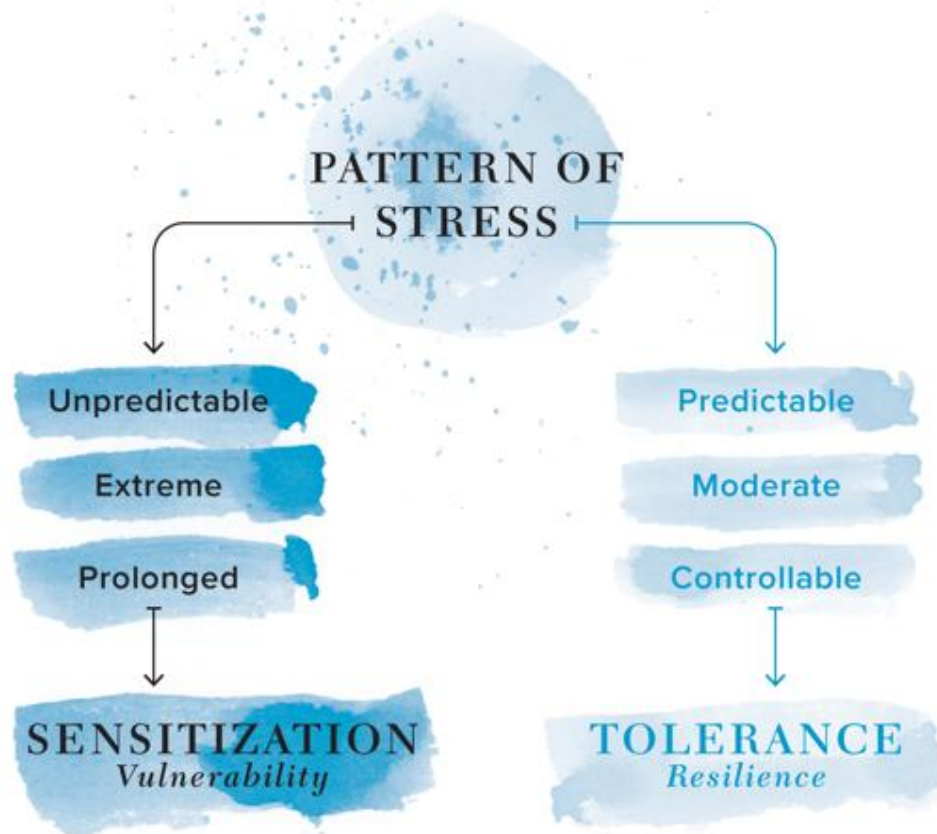 PATTERN OF
STRESS
Unpredictable
Extreme
Prolonged
SENSITIZATION
Vulnerability
Predictable
Moderate
Controllable
TOLERANCE
Resilience